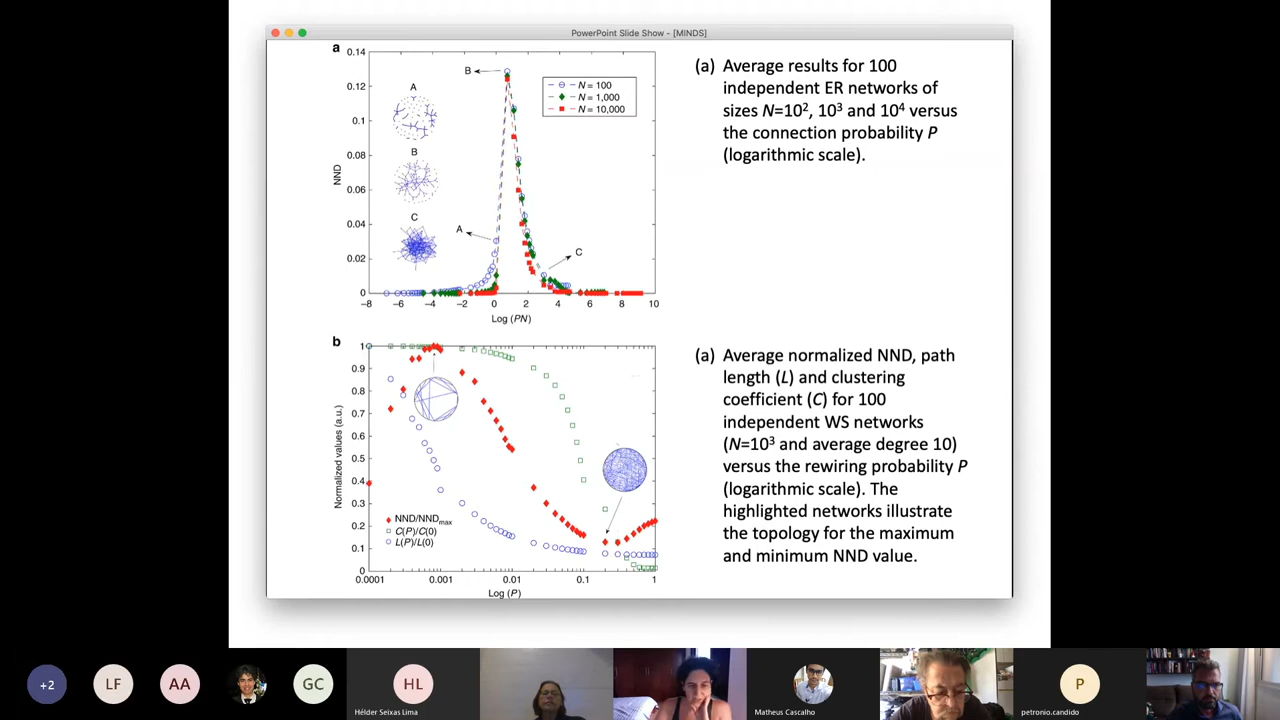 PowerPoint Slide Show - [MINDS]
a
0.14
0.12
0.1
0.08
0.06
0.04
0.02
0
NND
A
B
C
B
A
C
N = 100
N = 1,000
N = 10,000
−8
−6
−4
−2
0
2
4
6
8
10
Log (PN)
(a) Average results for 100
independent ER networks of
sizes N=10², 10³ and 10⁴ versus
the connection probability P
(logarithmic scale).
b
1
0.9
0.8
0.7
0.6
0.5
0.4
0.3
0.2
0.1
0
Normalized values (a.u.)
NND/NNDmax
C(P)/C(0)
L(P)/L(0)
0.0001
0.001
0.01
0.1
1
Log (P)
(a) Average normalized NND, path
length (L) and clustering
coefficient (C) for 100
independent WS networks
(N=10³ and average degree 10)
versus the rewiring probability P
(logarithmic scale). The
highlighted networks illustrate
the topology for the maximum
and minimum NND value.
+2
LF
AA
GC
HL
Hélder Seixas Lima
Matheus Cascalho
P
petronio.candido